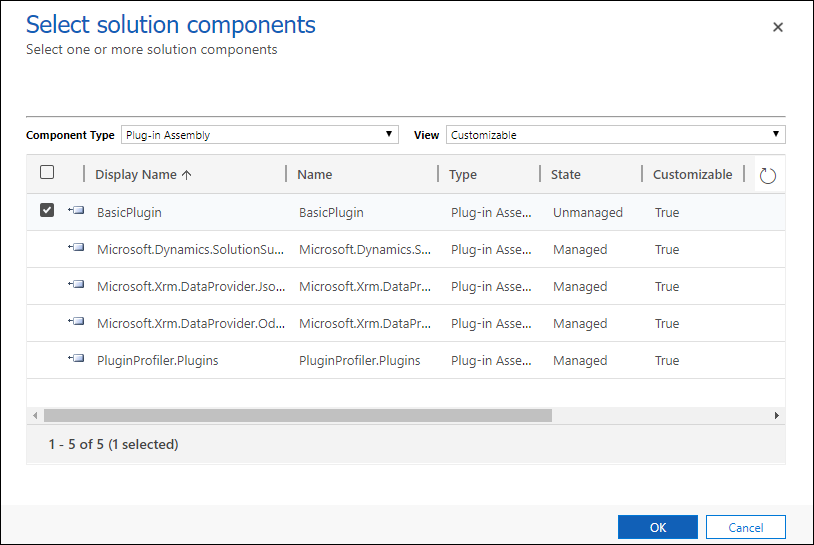 Select solution components
Select one or more solution components
Component Type Plug-in Assembly View Customizable
Display Name Name Type State Customizable
BasicPlugin BasicPlugin Plug-in Asse... Unmanaged True
Microsoft.Dynamics.SolutionSu... Microsoft.Dynamics.S... Plug-in Asse... Managed True
Microsoft.Xrm.DataProvider.Jso... Microsoft.Xrm.DataPr... Plug-in Asse... Managed True
Microsoft.Xrm.DataProvider.Od... Microsoft.Xrm.DataPr... Plug-in Asse... Managed True
PluginProfiler.Plugins PluginProfiler.Plugins Plug-in Asse... Managed True
1 - 5 of 5 (1 selected)
OK Cancel